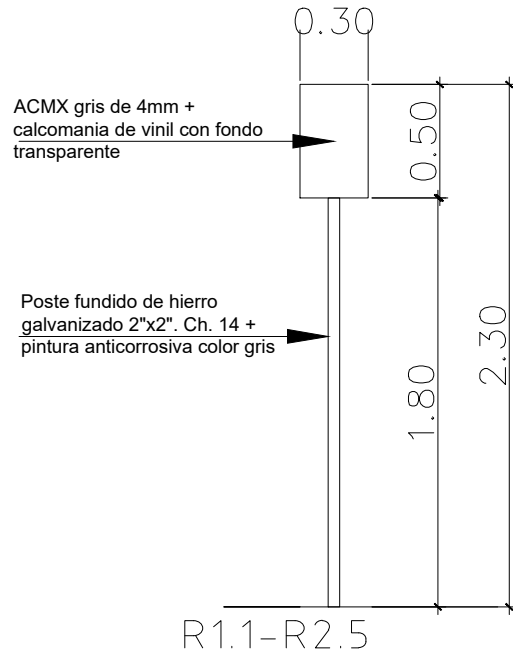 0.30
ACMX gris de 4mm +
calcomania de vinil con fondo
transparente
0.50
Poste fundido de hierro
galvanizado 2"x2". Ch. 14 +
pintura anticorrosiva color gris
1.80
2.30
R1.1-R2.5